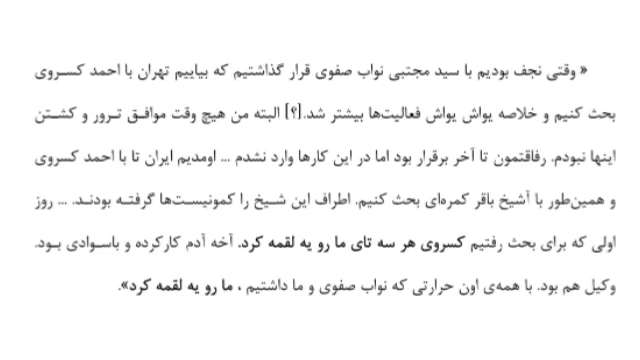 « وقتی نجف بودیم با سید مجتبی نواب صفوی قرار گذاشتیم که بیاییم تهران با احمد کسروی
بحث کنیم و خلاصه یواش یواش فعالیت‌ها بیشتر شد.[؟] البته من هیچ وقت موافق ترور و کشتن
اینها نبودم. رفاقتمون تا آخر برقرار بود اما در این کارها وارد نشدم ... اومدیم ایران تا با احمد کسروی
و همین‌طور با آشیخ باقر کمره‌ای بحث کنیم. اطراف این شیخ را کمونیست‌ها گرفته بودند. ... روز
اولی که برای بحث رفتیم کسروی هر سه تای ما رو یه لقمه کرد. آخه آدم کارکرده و باسوادی بود.
وکیل هم بود. با همه‌ی اون حرارتی که نواب صفوی و ما داشتیم ، ما رو یه لقمه کرد».